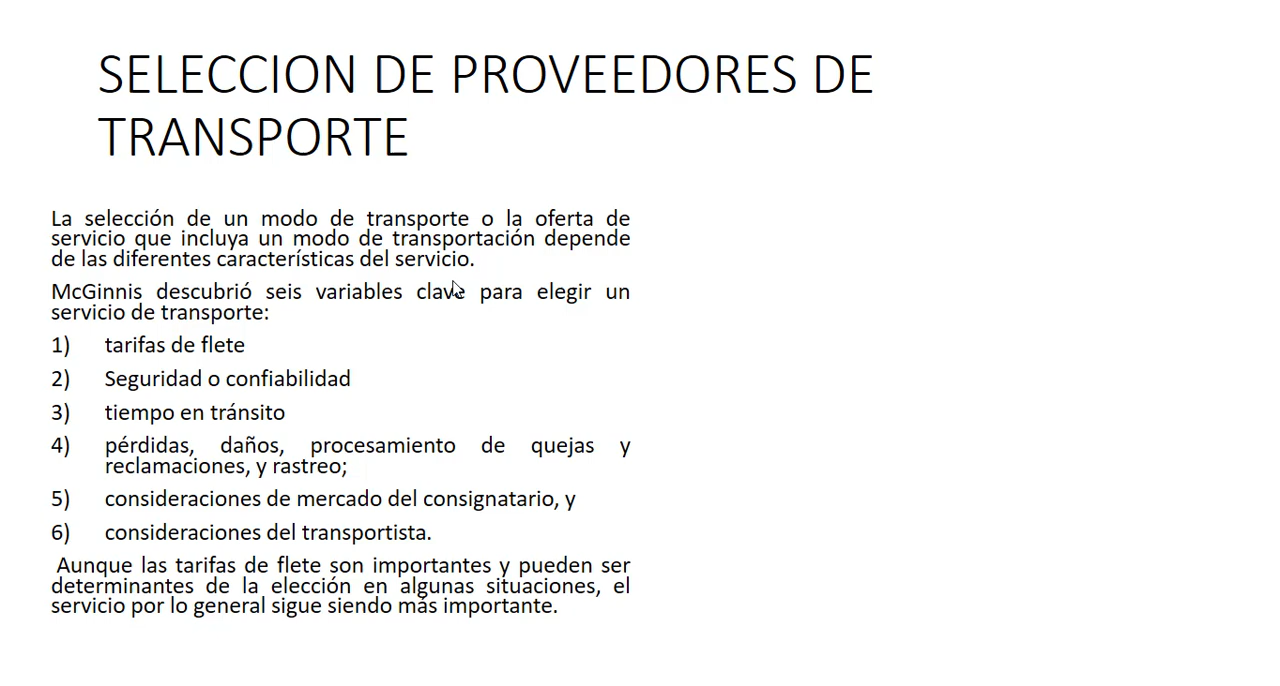 SELECCION DE PROVEEDORES DE
TRANSPORTE
La selección de un modo de transporte o la oferta de
servicio que incluya un modo de transportación depende
de las diferentes características del servicio.
McGinnis descubrió seis variables clave para elegir un
servicio de transporte:
1) tarifas de flete
2) Seguridad o confiabilidad
3) tiempo en tránsito
4) pérdidas, daños, procesamiento de quejas y
reclamaciones, y rastreo;
5) consideraciones de mercado del consignatario, y
6) consideraciones del transportista.
Aunque las tarifas de flete son importantes y pueden ser
determinantes de la elección en algunas situaciones, el
servicio por lo general sigue siendo más importante.